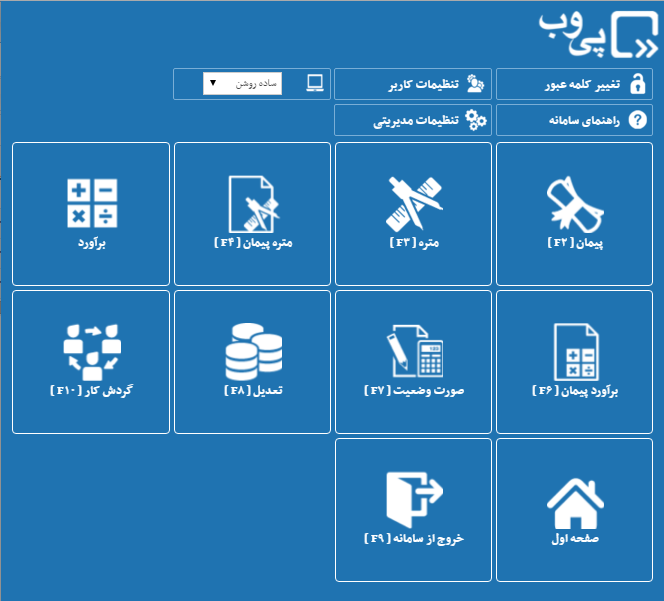 پی وب
تغییر کلمه عبور
تنظیمات کاربر
ساده روشن
راهنمای سامانه
تنظیمات مدیریتی
پیمان [ F۲ ]
متره [ F۳ ]
متره پیمان [ F۴ ]
برآورد
برآورد پیمان [ F۶ ]
صورت وضعیت [ F۷ ]
تعدیل [ F۸ ]
گردش کار [ F۱۰ ]
صفحه اول
خروج از سامانه [ F۹ ]